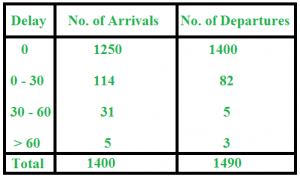 Delay No. of Arrivals No. of Departures
0 1250 1400
0 - 30 114 82
30 - 60 31 5
> 60 5 3
Total 1400 1490